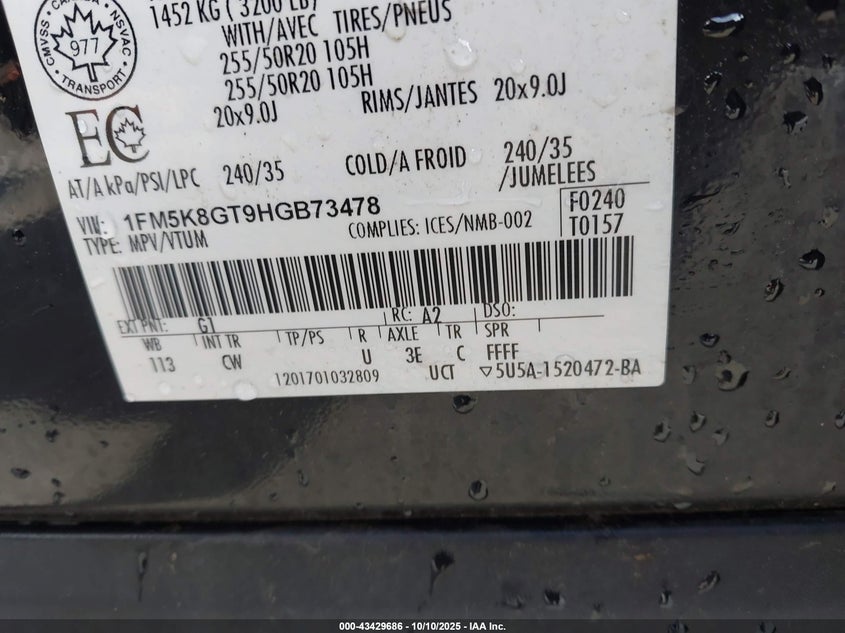 1452 KG ( 3200 LB)
WITH/AVEC TIRES/PNEUS
255/50R20 105H
255/50R20 105H
20x9.0J RIMS/JANTES 20x9.0J
CMVSS NSVAC
977
TRANSPORT
EC
AT/A kPa/PSI/LPC 240/35 COLD/A FROID 240/35
/JUMELEES
VIN: 1FM5K8GT9HGB73478 F0240
TYPE: MPV/VTUM COMPLIES: ICES/NMB-002 T0157
EXT PNT: G1 RC: A2 DSO:
WB INT TR TP/PS R AXLE TR SPR
113 CW U 3E C FFFF
1201701032809 UCT ▽5U5A-1520472-BA
000-43429686 - 10/10/2025 - IAA Inc.